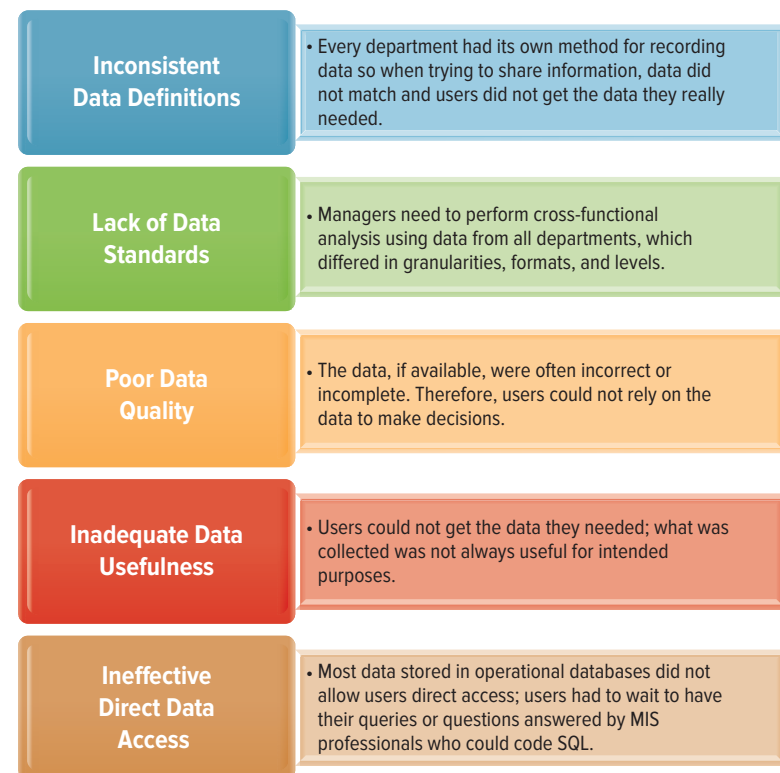 Inconsistent
Data Definitions
• Every department had its own method for recording
data so when trying to share information, data did
not match and users did not get the data they really
needed.
Lack of Data
Standards
• Managers need to perform cross-functional
analysis using data from all departments, which
differed in granularities, formats, and levels.
Poor Data
Quality
• The data, if available, were often incorrect or
incomplete. Therefore, users could not rely on the
data to make decisions.
Inadequate Data
Usefulness
• Users could not get the data they needed; what was
collected was not always useful for intended
purposes.
Ineffective
Direct Data
Access
• Most data stored in operational databases did not
allow users direct access; users had to wait to have
their queries or questions answered by MIS
professionals who could code SQL.